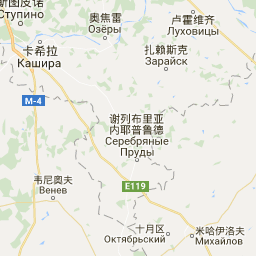 斯图皮诺
Ступино
奥焦雷
Озёры
卢霍维齐
Луховицы
卡希拉
Кашира
扎赖斯克
Зарайск
M-4
谢列布里亚
内耶普鲁德
Серебряные
Пруды
E119
韦尼奥夫
Венев
十月区
Октябрьский
米哈伊洛夫
Михайлов